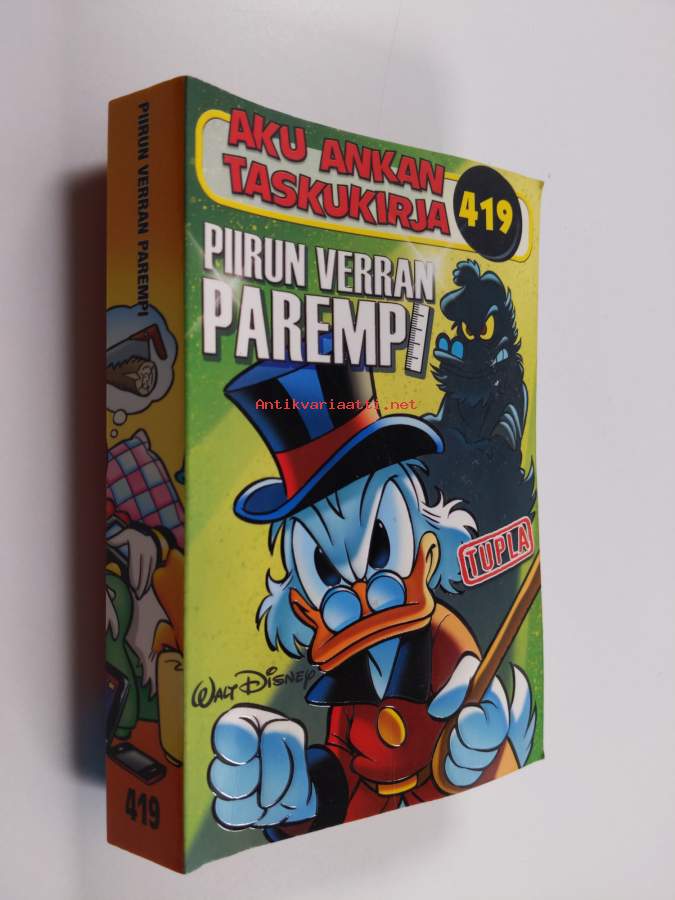 PIIRUN VERRAN PAREMPI
419
AKU ANKAN
TASKUKIRJA
419
PIIRUN VERRAN
PAREMPI
Antikvariaatti.net
TUPLA
WALT DISNEY